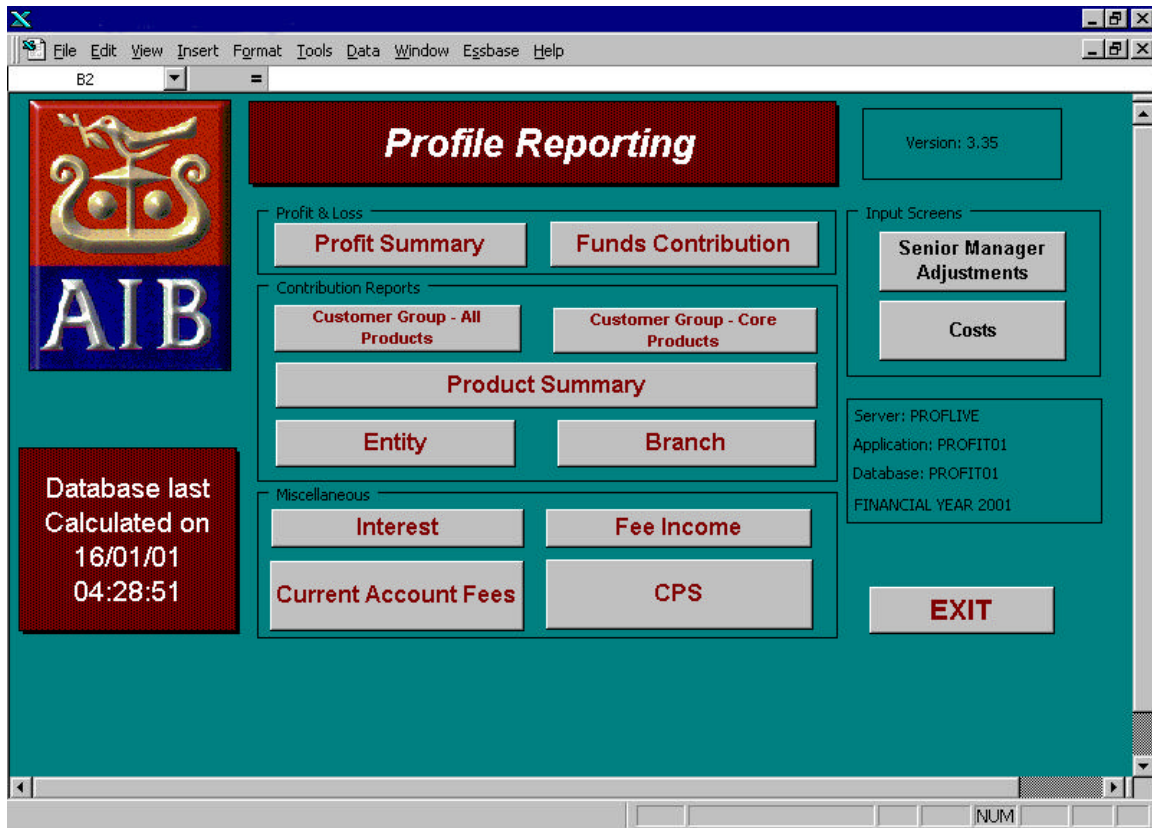 File Edit View Insert Format Tools Data Window Essbase Help
B2 =
AIB
Profile Reporting
Version: 3.35
Profit & Loss
Profit Summary
Funds Contribution
Input Screens
Senior Manager
Adjustments
Costs
Contribution Reports
Customer Group - All
Products
Customer Group - Core
Products
Product Summary
Entity
Branch
Server: PROFLIVE
Application: PROFIT01
Database: PROFIT01
FINANCIAL YEAR 2001
Database last
Calculated on
16/01/01
04:28:51
Miscellaneous
Interest
Fee Income
Current Account Fees
CPS
EXIT
NUM